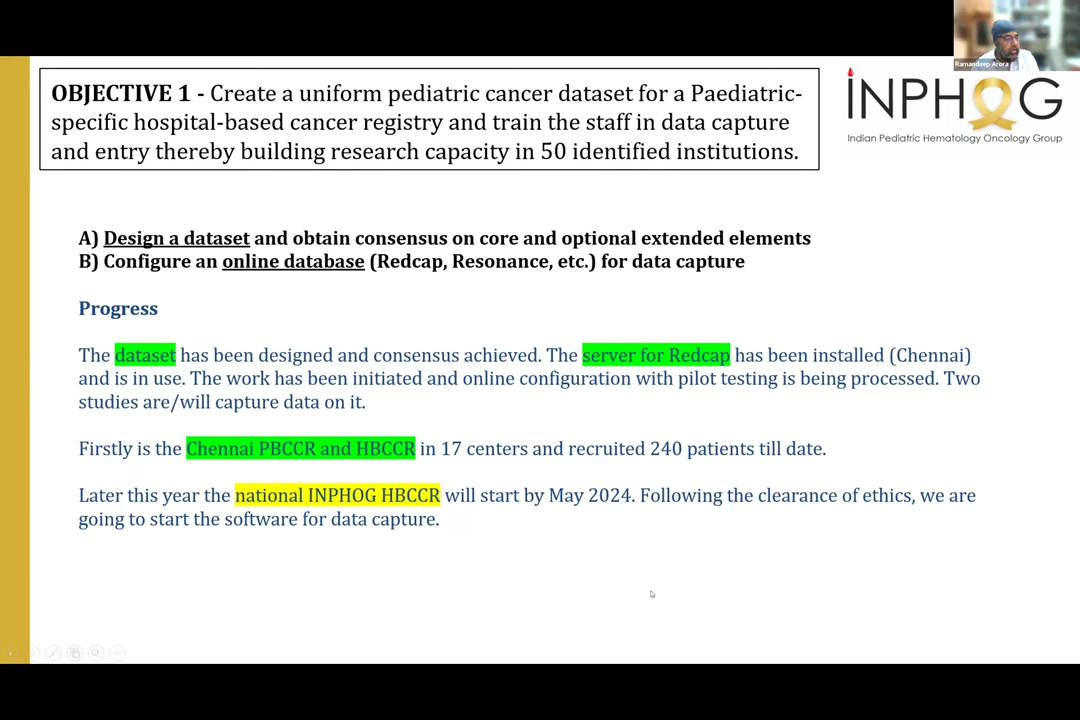 Ramandeep Arora
OBJECTIVE 1 - Create a uniform pediatric cancer dataset for a Paediatric-
specific hospital-based cancer registry and train the staff in data capture
and entry thereby building research capacity in 50 identified institutions.
INPHOG
Indian Pediatric Hematology Oncology Group
A) Design a dataset and obtain consensus on core and optional extended elements
B) Configure an online database (Redcap, Resonance, etc.) for data capture
Progress
The dataset has been designed and consensus achieved. The server for Redcap has been installed (Chennai)
and is in use. The work has been initiated and online configuration with pilot testing is being processed. Two
studies are/will capture data on it.
Firstly is the Chennai PBCCR and HBCCR in 17 centers and recruited 240 patients till date.
Later this year the national INPHOG HBCCR will start by May 2024. Following the clearance of ethics, we are
going to start the software for data capture.